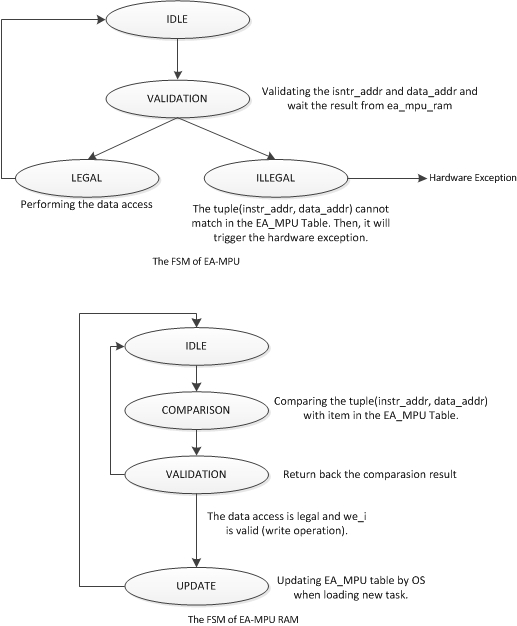 IDLE
VALIDATION
Validating the isntr_addr and data_addr and
wait the result from ea_mpu_ram
LEGAL
ILLEGAL
Hardware Exception
Performing the data access
The tuple(instr_addr, data_addr) cannot
match in the EA_MPU Table. Then, it will
trigger the hardware exception.
The FSM of EA-MPU
IDLE
COMPARISON
Comparing the tuple(instr_addr, data_addr)
with item in the EA_MPU Table.
VALIDATION
Return back the comparasion result
The data access is legal and we_i
is valid (write operation).
UPDATE
Updating EA_MPU table by OS
when loading new task.
The FSM of EA-MPU RAM